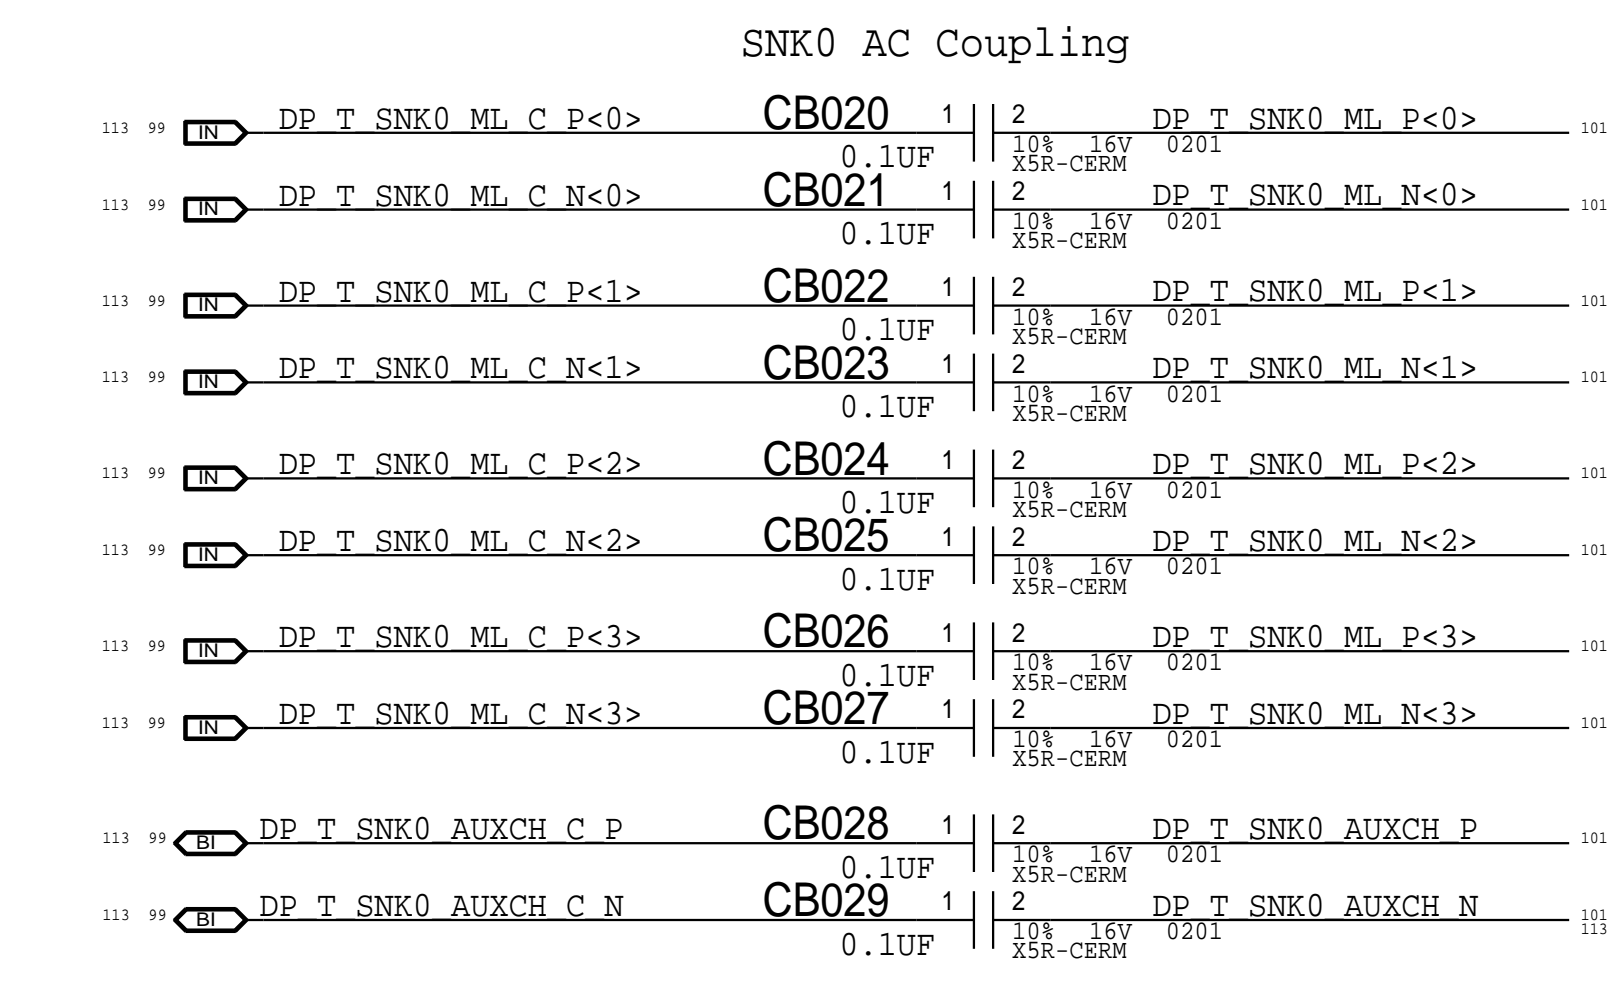 SNK0 AC Coupling
113 99 IN DP_T_SNK0_ML_C_P<0> CB020 1 2 DP_T_SNK0_ML_P<0> 101
0.1UF 10% 16V 0201
X5R-CERM
113 99 IN DP_T_SNK0_ML_C_N<0> CB021 1 2 DP_T_SNK0_ML_N<0> 101
0.1UF 10% 16V 0201
X5R-CERM
113 99 IN DP_T_SNK0_ML_C_P<1> CB022 1 2 DP_T_SNK0_ML_P<1> 101
0.1UF 10% 16V 0201
X5R-CERM
113 99 IN DP_T_SNK0_ML_C_N<1> CB023 1 2 DP_T_SNK0_ML_N<1> 101
0.1UF 10% 16V 0201
X5R-CERM
113 99 IN DP_T_SNK0_ML_C_P<2> CB024 1 2 DP_T_SNK0_ML_P<2> 101
0.1UF 10% 16V 0201
X5R-CERM
113 99 IN DP_T_SNK0_ML_C_N<2> CB025 1 2 DP_T_SNK0_ML_N<2> 101
0.1UF 10% 16V 0201
X5R-CERM
113 99 IN DP_T_SNK0_ML_C_P<3> CB026 1 2 DP_T_SNK0_ML_P<3> 101
0.1UF 10% 16V 0201
X5R-CERM
113 99 IN DP_T_SNK0_ML_C_N<3> CB027 1 2 DP_T_SNK0_ML_N<3> 101
0.1UF 10% 16V 0201
X5R-CERM
113 99 BI DP_T_SNK0_AUXCH_C_P CB028 1 2 DP_T_SNK0_AUXCH_P 101
0.1UF 10% 16V 0201
X5R-CERM
113 99 BI DP_T_SNK0_AUXCH_C_N CB029 1 2 DP_T_SNK0_AUXCH_N 101
113
0.1UF 10% 16V 0201
X5R-CERM